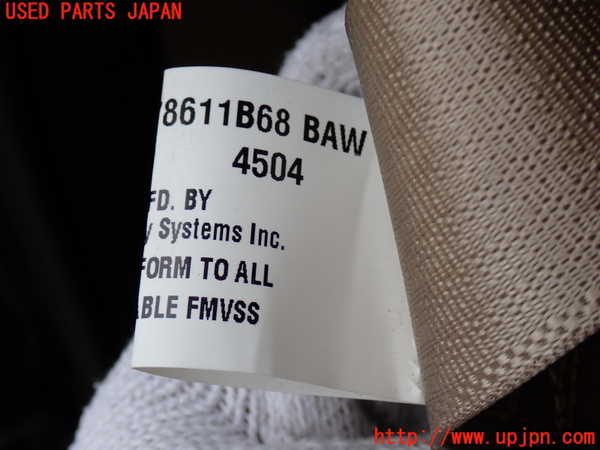 USED PARTS JAPAN
78611B68 BAW
4504
FD. BY
y Systems Inc.
FORM TO ALL
ABLE FMVSS
http://www.upjpn.com/